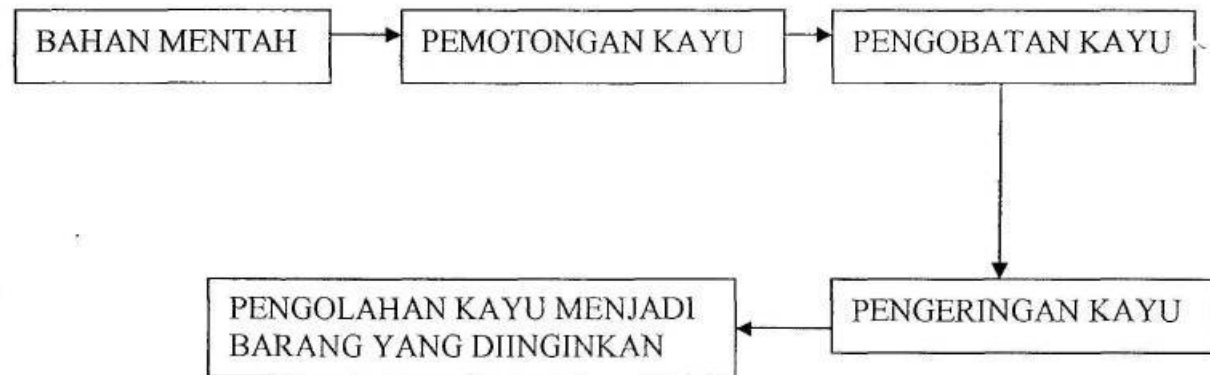 BAHAN MENTAH
PEMOTONGAN KAYU
PENGOBATAN KAYU
PENGERINGAN KAYU
PENGOLAHAN KAYU MENJADI
BARANG YANG DIINGINKAN